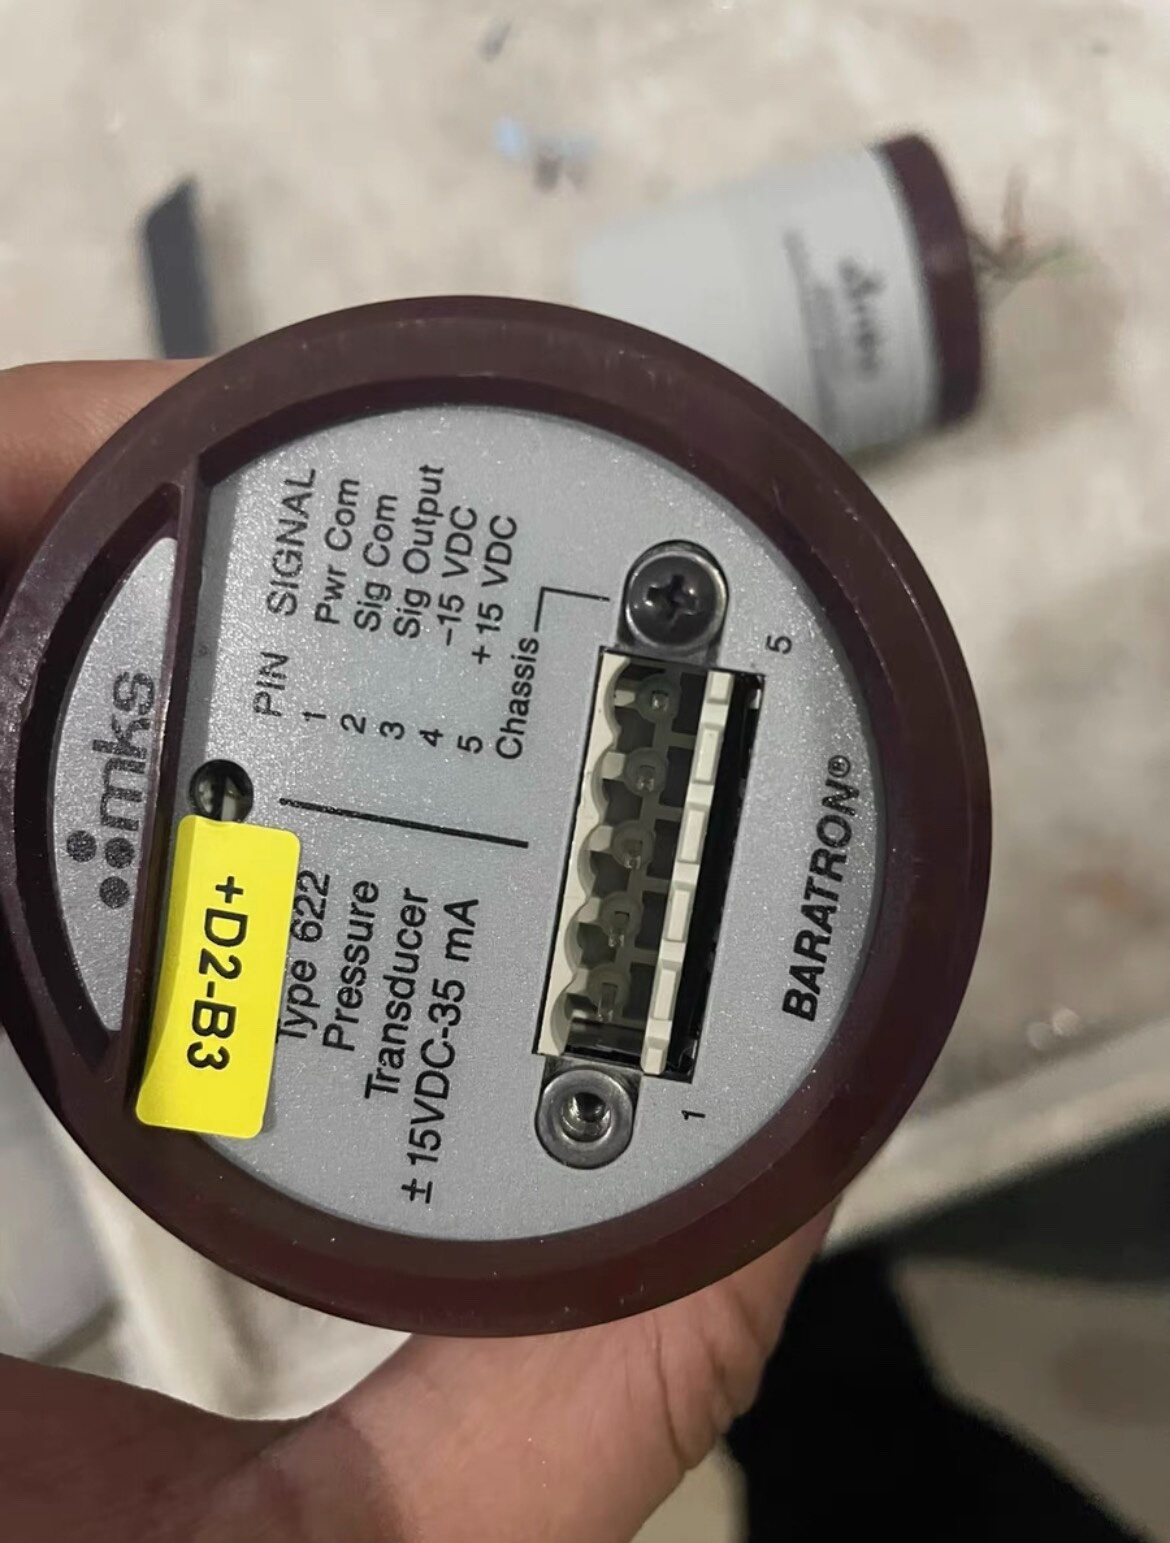 mks
PIN SIGNAL
1 Pwr Com
2 Sig Com
3 Sig Output
4 -15 VDC
5 +15 VDC
Chassis
Type 622
Pressure
Transducer
± 15VDC-35 mA
+D2-B3
5
1
BARATRON®